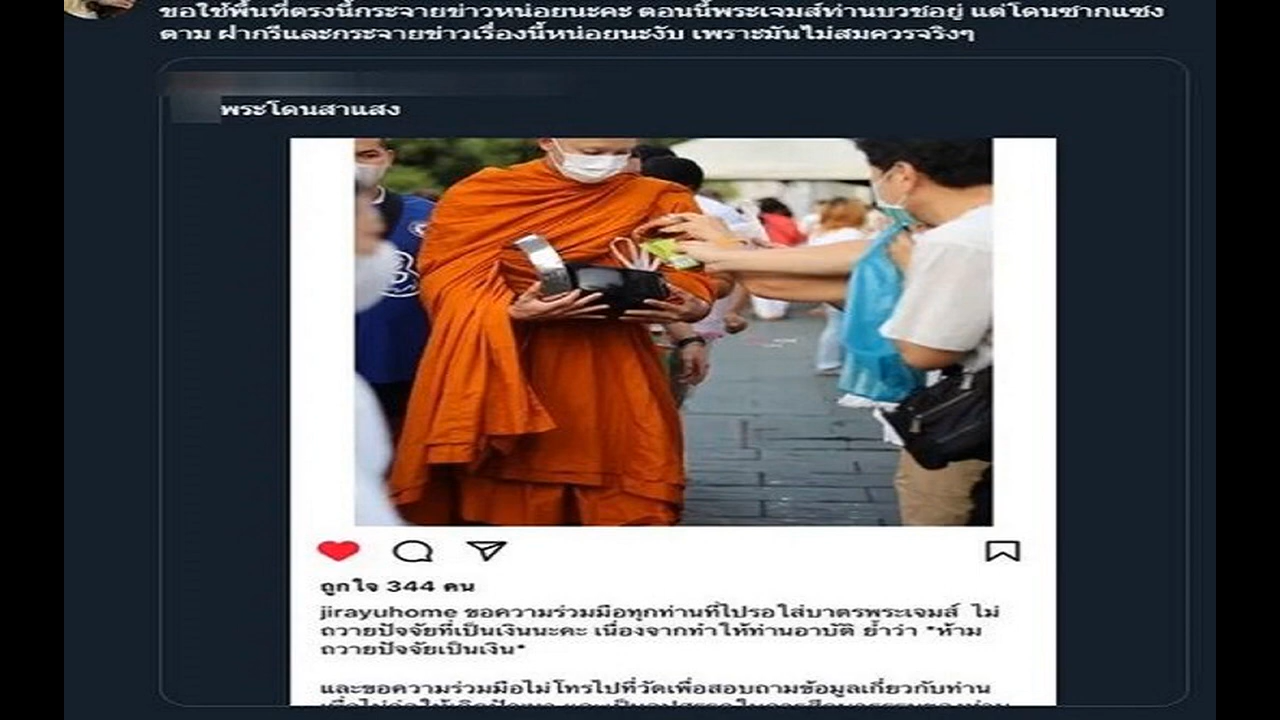 ขอใช้พื้นที่ตรงนี้กระจายข่าวหน่อยนะคะ ตอนนี้พระเจมส์ท่านบวชอยู่ แต่โดนซากแซง
ตาม ฝากรีและกระจายข่าวเรื่องนี้หน่อยนะงับ เพราะมันไม่สมควรจริงๆ
พระโดนสาแสง
ถูกใจ 344 คน
jirayuhome ขอความร่วมมือทุกท่านที่ไปรอใส่บาตรพระเจมส์ ไม่
ถวายปัจจัยที่เป็นเงินนะคะ เนื่องจากทำให้ท่านอาบัติ ย้ำว่า "ห้าม
ถวายปัจจัยเป็นเงิน"
และขอความร่วมมือไม่โทรไปที่วัดเพื่อสอบถามข้อมูลเกี่ยวกับท่าน